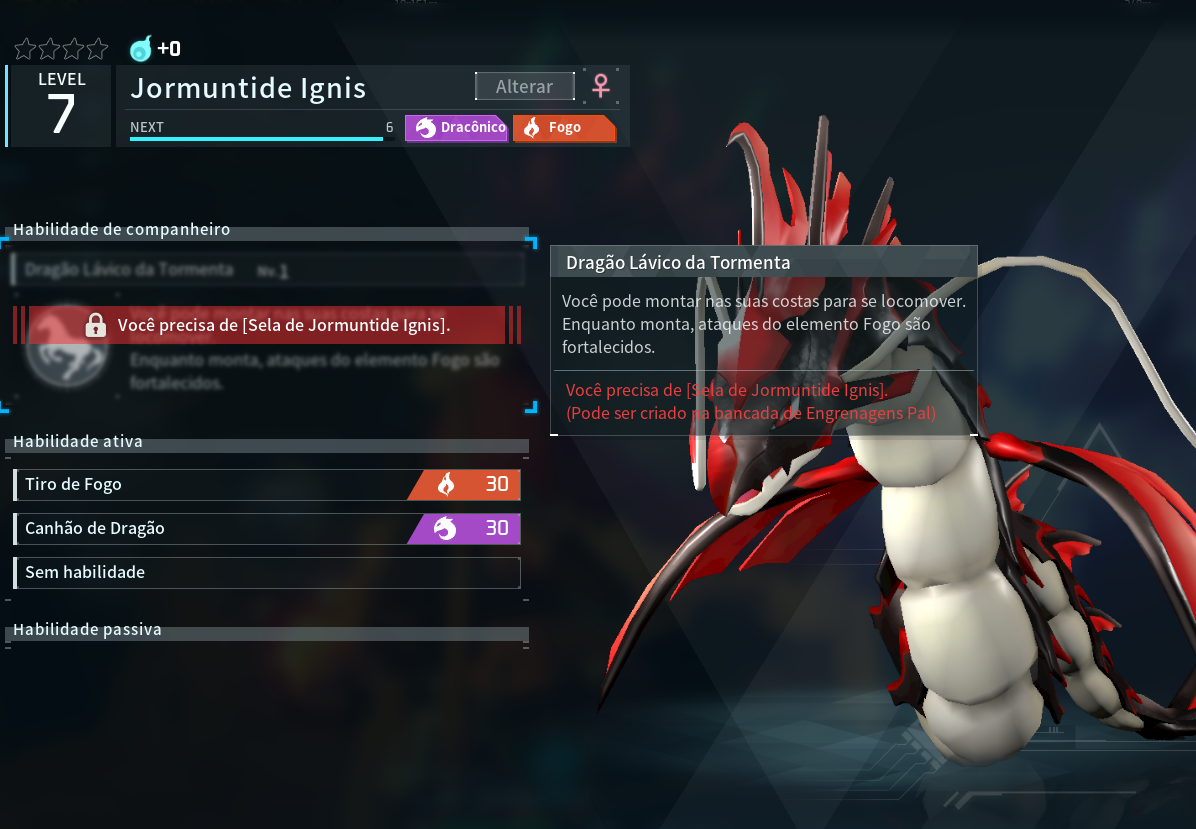 +0
LEVEL
7
Jormuntide Ignis
Alterar
NEXT
6
Dracônico
Fogo
Habilidade de companheiro
Dragão Lávico da Tormenta
Nv.1
Você precisa de [Sela de Jormuntide Ignis].
locomover.
Enquanto monta, ataques do elemento Fogo são
fortalecidos.
Dragão Lávico da Tormenta
Você pode montar nas suas costas para se locomover.
Enquanto monta, ataques do elemento Fogo são
fortalecidos.
Você precisa de [Sela de Jormuntide Ignis].
(Pode ser criado na bancada de Engrenagens Pal)
Habilidade ativa
Tiro de Fogo
30
Canhão de Dragão
30
Sem habilidade
Habilidade passiva